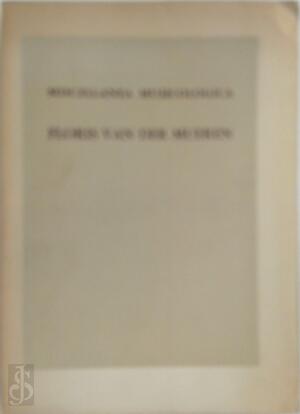 MISCELLANEA MUSICOLOGICA
FLORIS VAN DER MUEREN